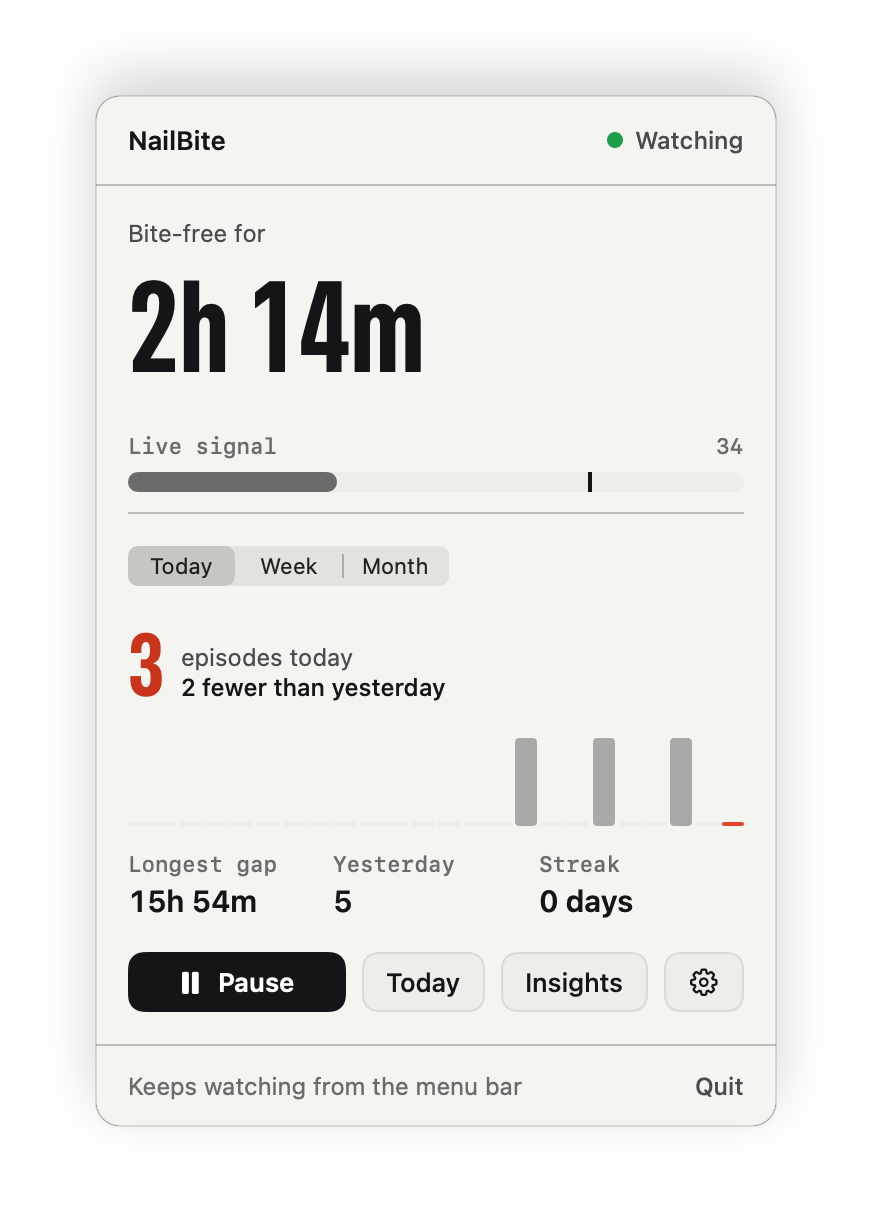 NailBite
Watching
Bite-free for
2h 14m
Live signal
34
Today
Week
Month
3
episodes today
2 fewer than yesterday
Longest gap
Yesterday
Streak
15h 54m
5
0 days
Pause
Today
Insights
Keeps watching from the menu bar
Quit